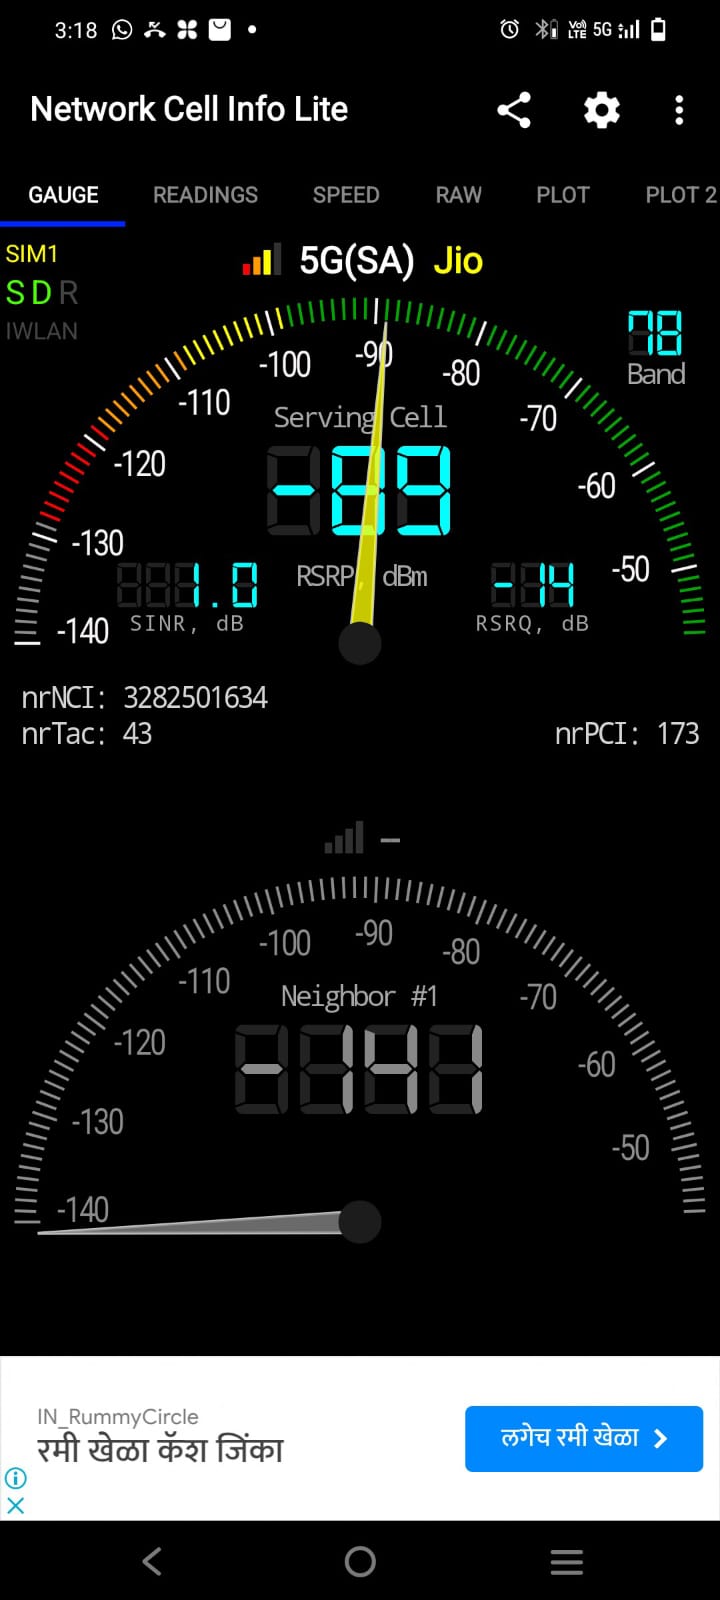 3:18 VoLTE 5G
Network Cell Info Lite
GAUGE READINGS SPEED RAW PLOT PLOT 2
SIM1
5G(SA) Jio
S D R
IWLAN
78
Band
-140 -130 -120 -110 -100 -90 -80 -70 -60 -50
Serving Cell
-89
RSRP, dBm
1.0
SINR, dB
-14
RSRQ, dB
nrNCI: 3282501634
nrTac: 43 nrPCI: 173
–
-140 -130 -120 -110 -100 -90 -80 -70 -60 -50
Neighbor #1
-141
IN_RummyCircle
रमी खेळा कॅश जिंका
लगेच रमी खेळा